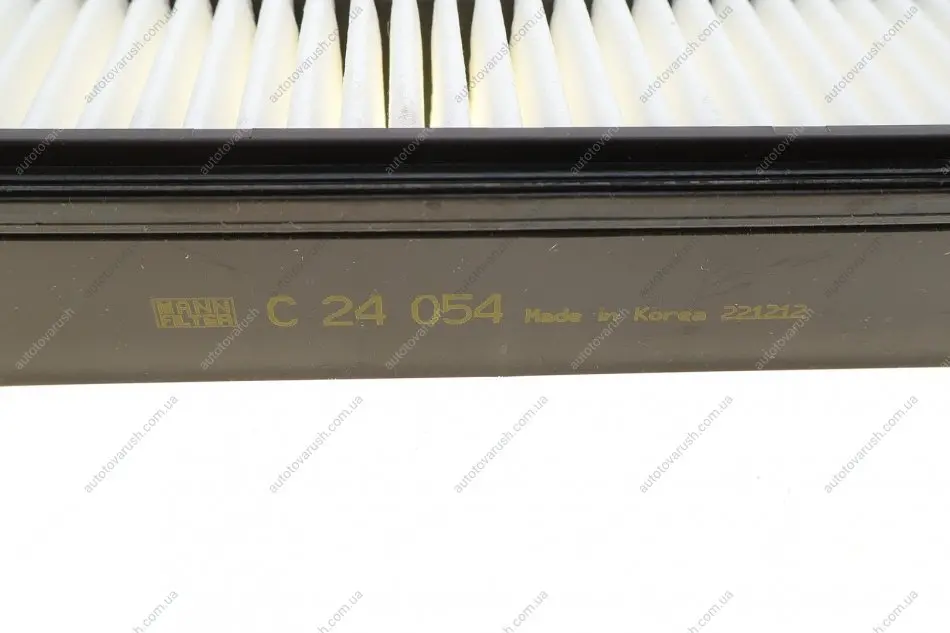 MANN
FILTER
C 24 054 Made in Korea 221212
autotovarush.com.ua